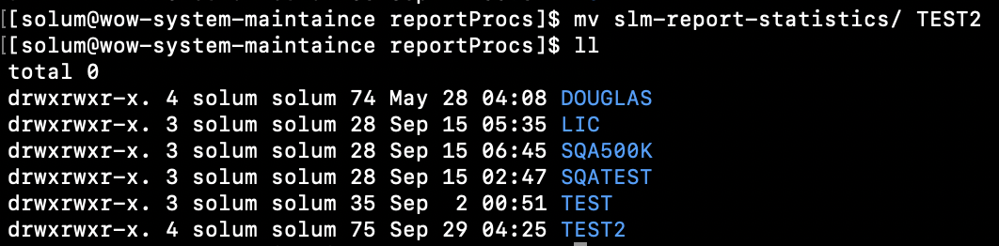 [[solum@wow-system-maintaince reportProcs]$ mv slm-report-statistics/ TEST2
[[solum@wow-system-maintaince reportProcs]$ ll
total 0
drwxrwxr-x. 4 solum solum 74 May 28 04:08 DOUGLAS
drwxrwxr-x. 3 solum solum 28 Sep 15 05:35 LIC
drwxrwxr-x. 3 solum solum 28 Sep 15 06:45 SQA500K
drwxrwxr-x. 3 solum solum 28 Sep 15 02:47 SQATEST
drwxrwxr-x. 3 solum solum 35 Sep  2 00:51 TEST
drwxrwxr-x. 4 solum solum 75 Sep 29 04:25 TEST2